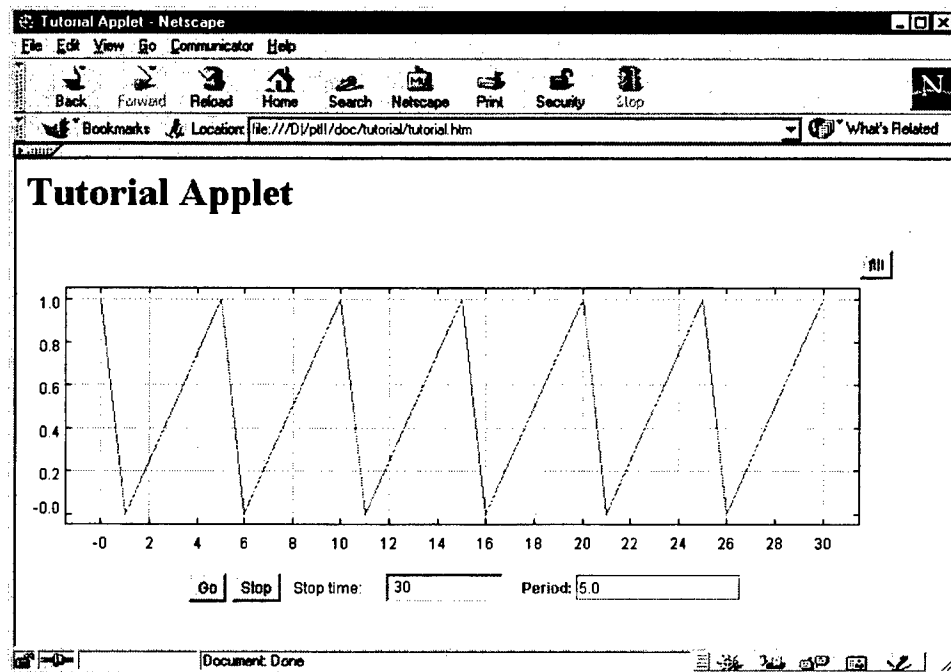 Tutorial Applet - Netscape
File Edit View Go Communicator Help
Back Forward Reload Home Search Netscape Print Security Stop
Bookmarks Location: file:///D|/ptII/doc/tutorial/tutorial.htm What's Related
Tutorial Applet
fill
1.0
0.8
0.6
0.4
0.2
-0.0
-0 2 4 6 8 10 12 14 16 18 20 22 24 26 28 30
Go Stop Stop time: 30 Period: 5.0
Document: Done